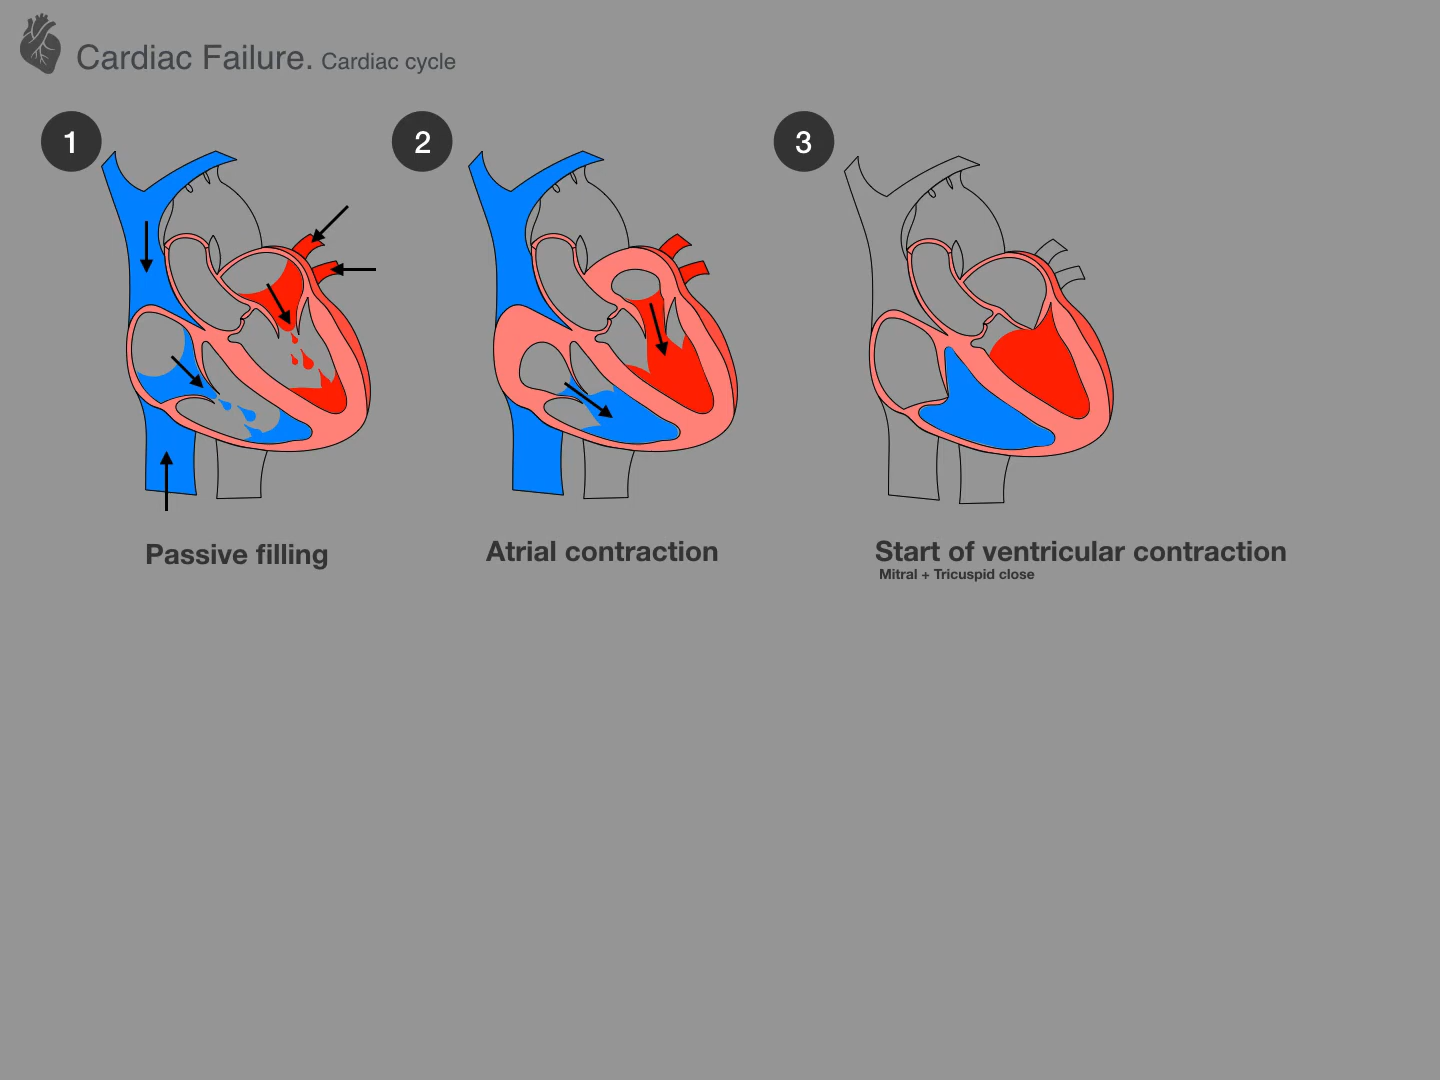 Cardiac Failure. Cardiac cycle
1
2
3
Passive filling
Atrial contraction
Start of ventricular contraction
Mitral + Tricuspid close